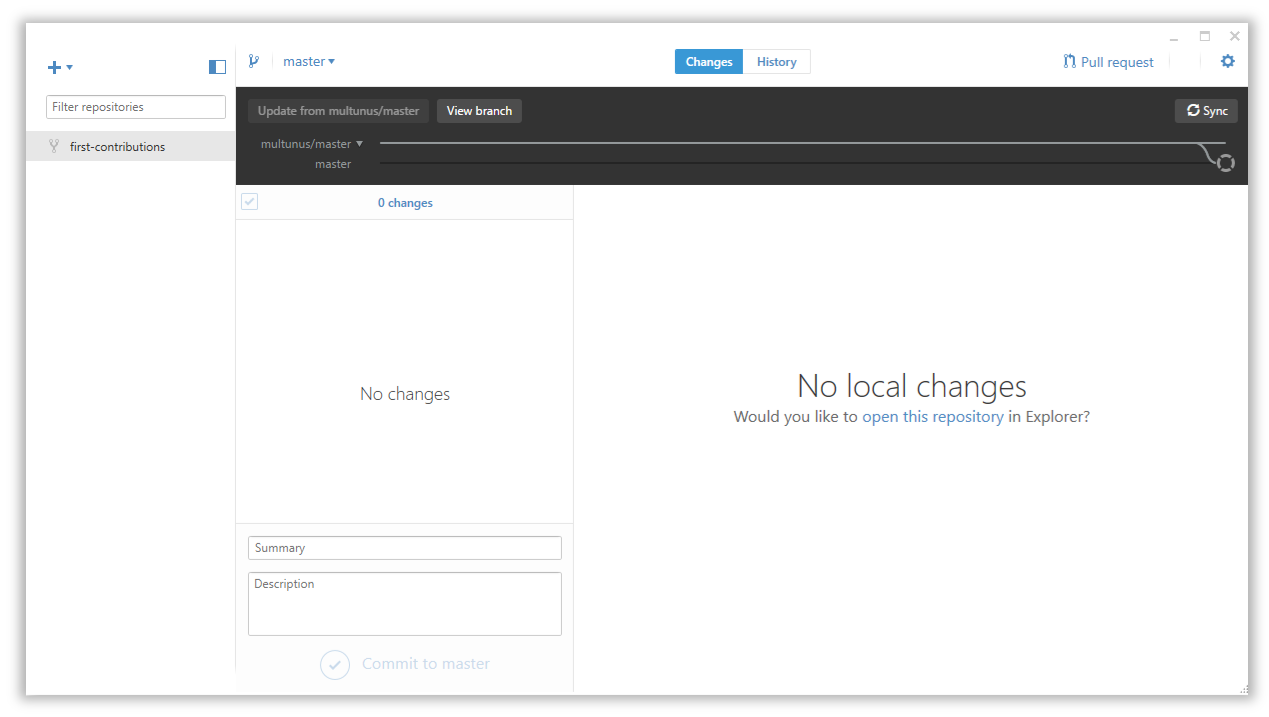 master
Changes
History
Pull request
Filter repositories
Update from multunus/master
View branch
Sync
first-contributions
multunus/master
master
0 changes
No changes
No local changes
Would you like to open this repository in Explorer?
Summary
Description
Commit to master